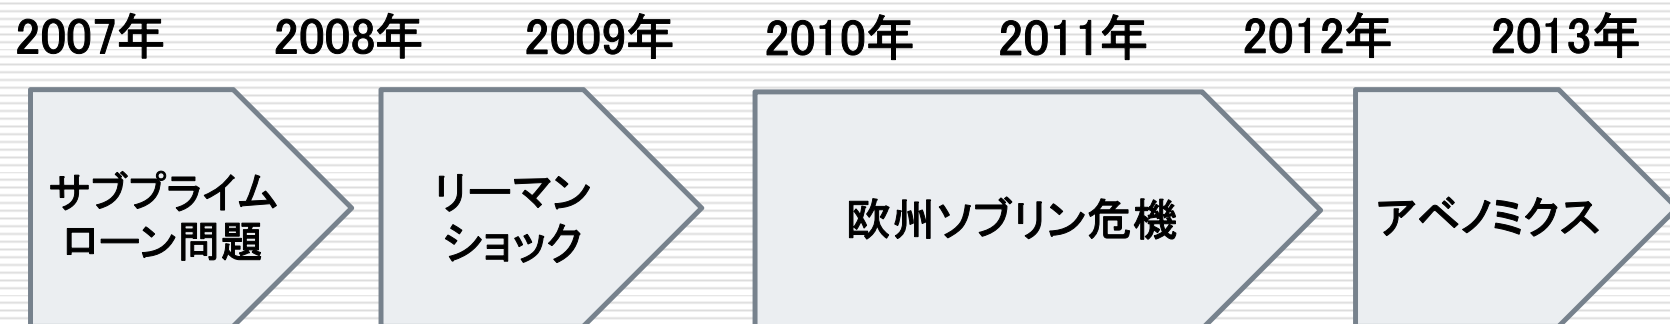 2007年 2008年 2009年 2010年 2011年 2012年 2013年
サブプライム
ローン問題
リーマン
ショック
欧州ソブリン危機
アベノミクス